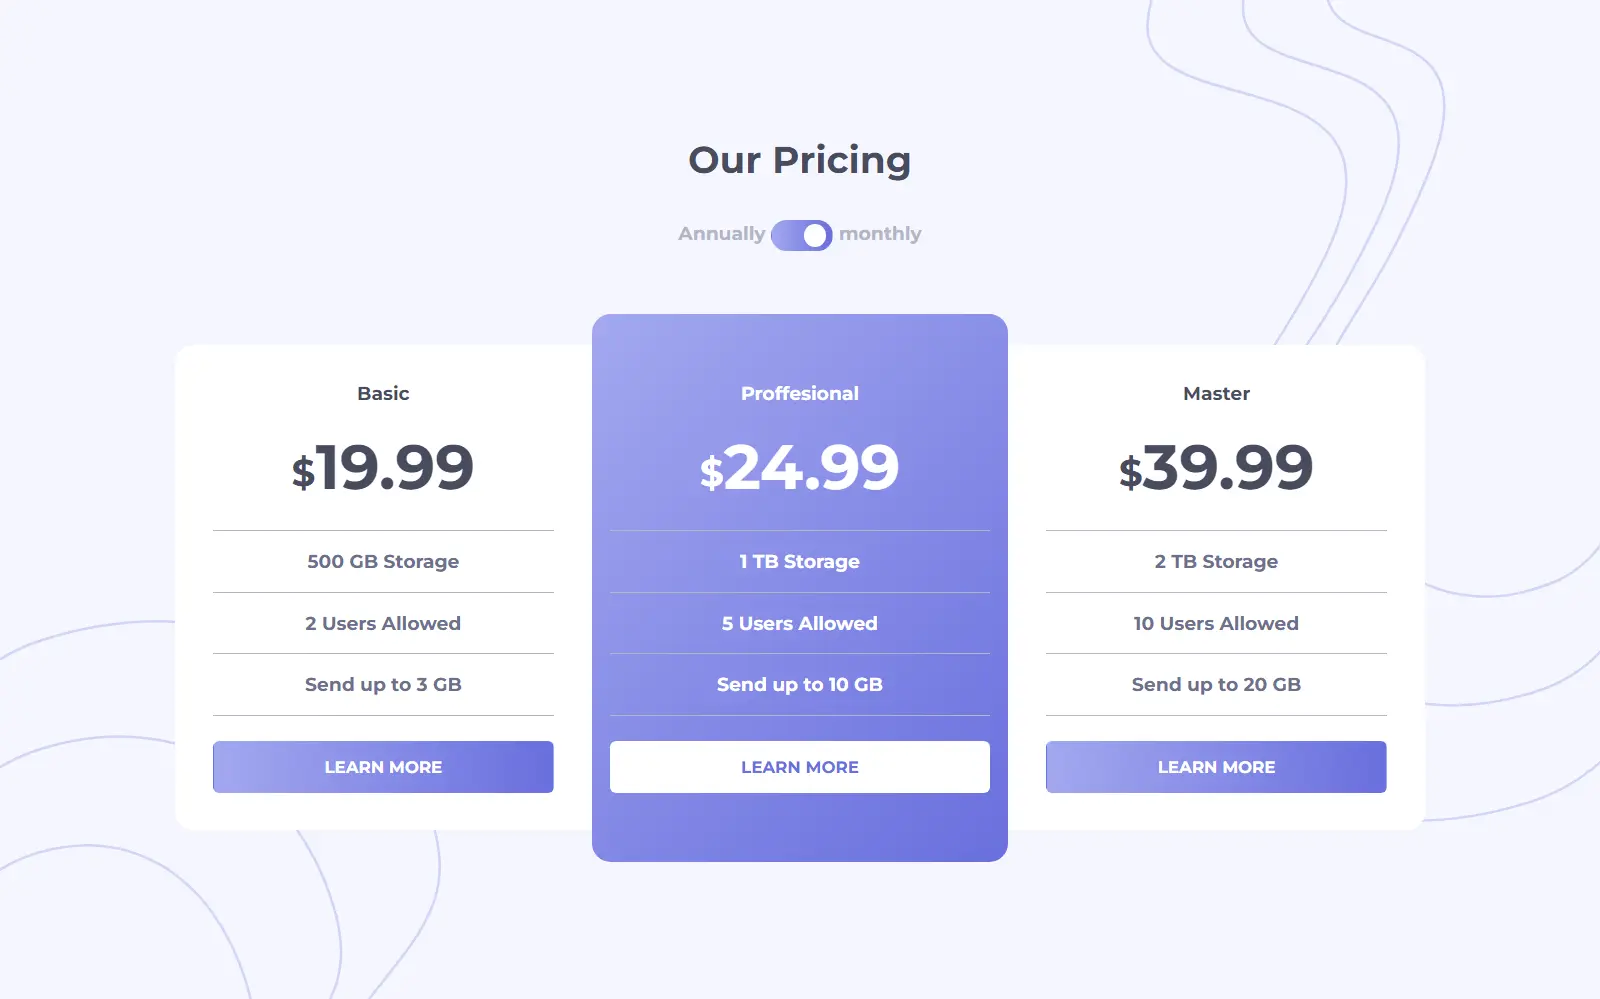 Our Pricing
Annually monthly
Basic
$19.99
500 GB Storage
2 Users Allowed
Send up to 3 GB
LEARN MORE
Proffesional
$24.99
1 TB Storage
5 Users Allowed
Send up to 10 GB
LEARN MORE
Master
$39.99
2 TB Storage
10 Users Allowed
Send up to 20 GB
LEARN MORE